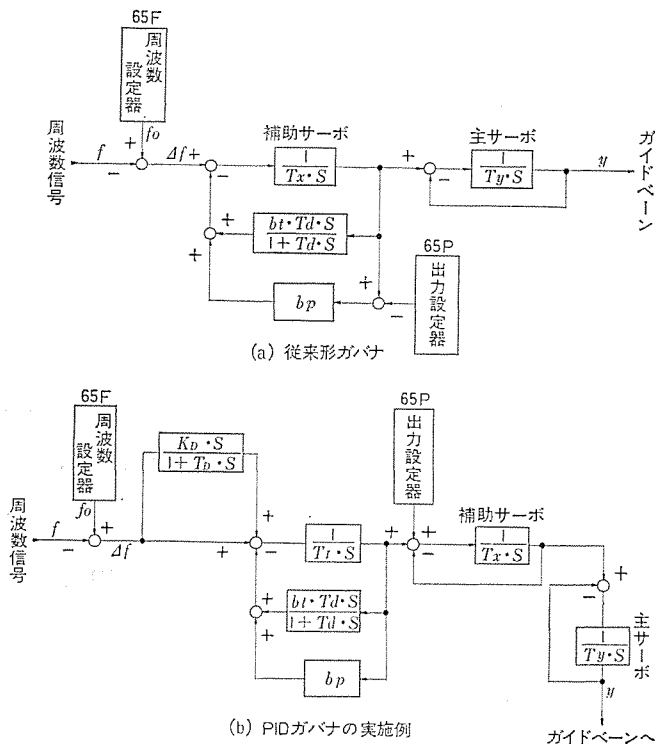 65F
周波数設定器
周波数信号
f
fo
+
−
Δf
+
−
補助サーボ
1
Tx・S
+
−
主サーボ
1
Ty・S
y
ガイドベーン
+
+
bt・Td・S
1+Td・S
bp
+
−
65P
出力設定器
(a) 従来形ガバナ
65F
周波数設定器
周波数信号
f
fo
+
−
Δf
KD・S
1+TD・S
+
+
−
1
TI・S
+
+
bt・Td・S
1+Td・S
bp
65P
出力設定器
+
+
−
補助サーボ
1
Tx・S
+
−
1
Ty・S
主サーボ
y
ガイドベーンへ
(b) PIDガバナの実施例